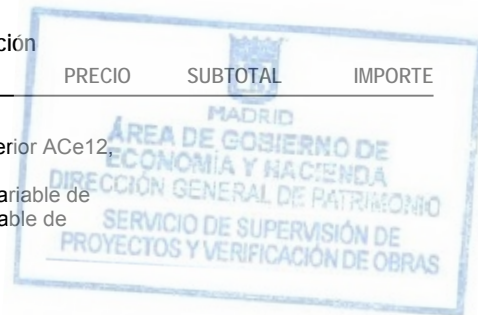 ción
PRECIO SUBTOTAL IMPORTE
MADRID
erior ACe12,
ÁREA DE GOBIERNO DE
ECONOMÍA Y HACIENDA
ariable de
DIRECCIÓN GENERAL DE PATRIMONIO
able de
SERVICIO DE SUPERVISIÓN DE
PROYECTOS Y VERIFICACIÓN DE OBRAS